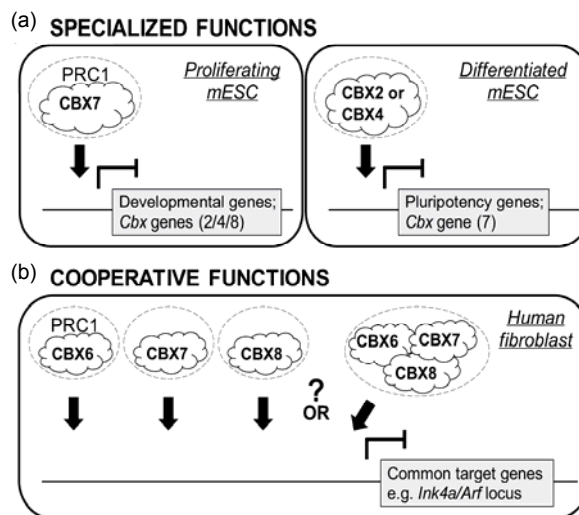 (a) SPECIALIZED FUNCTIONS
PRC1
CBX7
Proliferating
mESC
Developmental genes;
Cbx genes (2/4/8)
CBX2 or
CBX4
Differentiated
mESC
Pluripotency genes;
Cbx gene (7)
(b) COOPERATIVE FUNCTIONS
PRC1
CBX6
CBX7
CBX8
?
OR
CBX6
CBX7
CBX8
Human
fibroblast
Common target genes
e.g. Ink4a/Arf locus